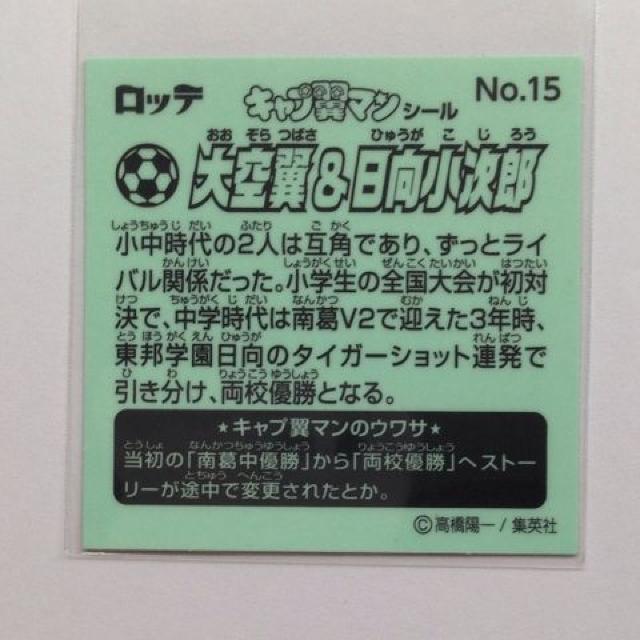 ロッテ
キャプ翼マンシール
No.15
おおぞらつばさ ひゅうがこじろう
大空翼&日向小次郎
しょうちゅうじだい ふたり ごかく
小中時代の2人は互角であり、ずっとライ
かんけい しょうがくせい ぜんこくたいかい はつたい
バル関係だった。小学生の全国大会が初対
けつ ちゅうがくじだい なんかつ むか ねんじ
決で、中学時代は南葛V2で迎えた3年時、
とうほうがくえんひゅうが れんぱつ
東邦学園日向のタイガーショット連発で
ひ わ りょうこうゆうしょう
引き分け、両校優勝となる。
★キャプ翼マンのウワサ★
とうしょ なんかつちゅうゆうしょう りょうこうゆうしょう
当初の「南葛中優勝」から「両校優勝」へストー
とちゅう へんこう
リーが途中で変更されたとか。
©高橋陽一/集英社